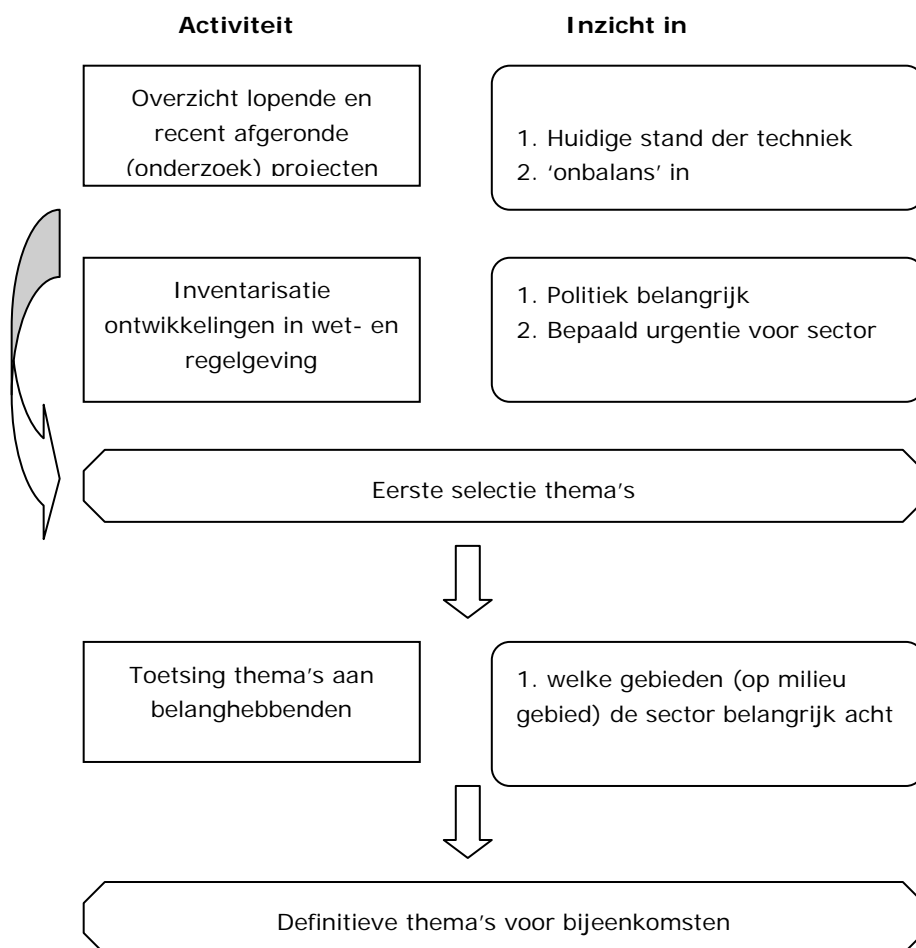 Activiteit
Inzicht in
Overzicht lopende en
recent afgeronde
(onderzoek) projecten
1. Huidige stand der techniek
2. ‘onbalans’ in
Inventarisatie
ontwikkelingen in wet- en
regelgeving
1. Politiek belangrijk
2. Bepaald urgentie voor sector
Eerste selectie thema's
Toetsing thema's aan
belanghebbenden
1. welke gebieden (op milieu
gebied) de sector belangrijk acht
Definitieve thema's voor bijeenkomsten